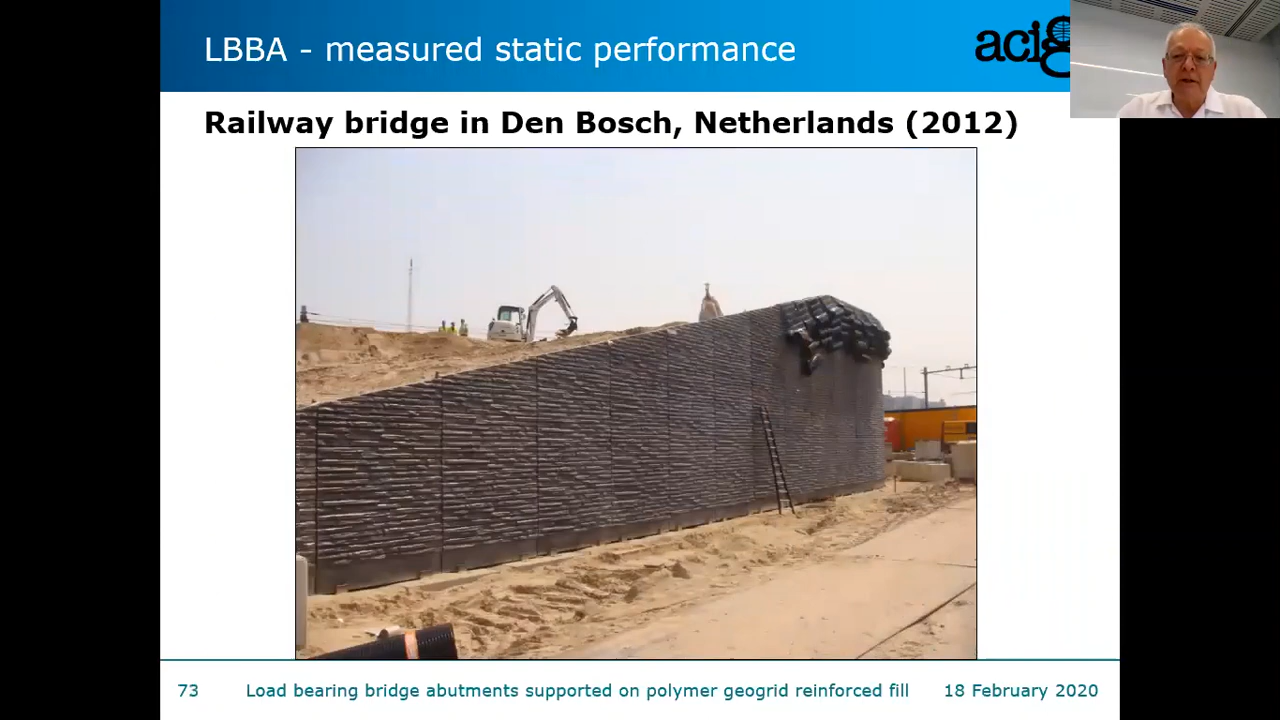 LBBA - measured static performance
acig
Railway bridge in Den Bosch, Netherlands (2012)
73
Load bearing bridge abutments supported on polymer geogrid reinforced fill
18 February 2020